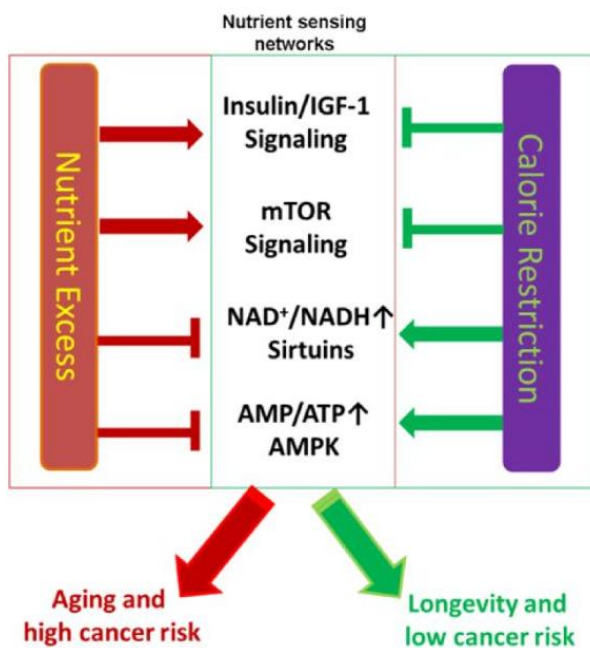 Nutrient sensing
networks
Nutrient Excess
Insulin/IGF-1
Signaling
mTOR
Signaling
NAD⁺/NADH↑
Sirtuins
AMP/ATP↑
AMPK
Calorie Restriction
Aging and
high cancer risk
Longevity and
low cancer risk